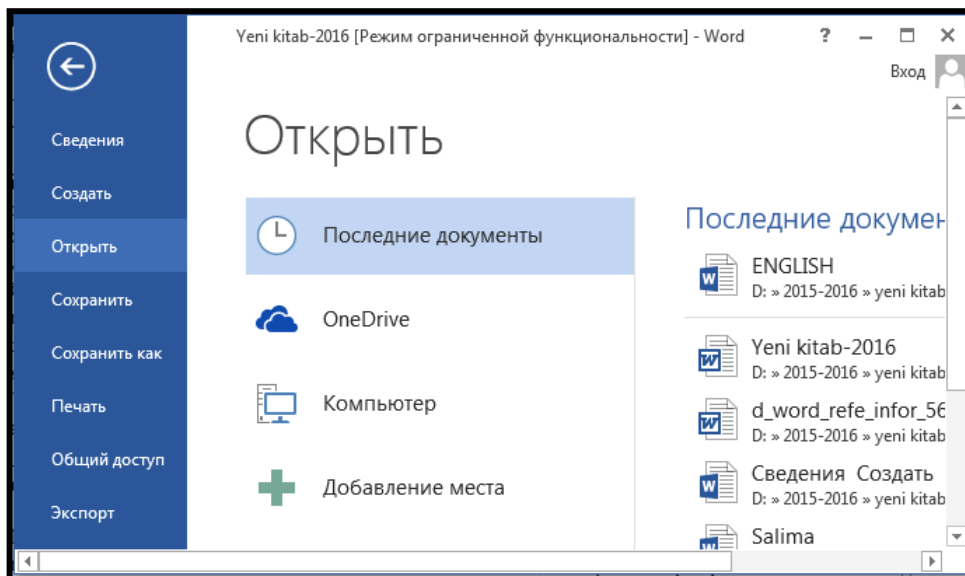 Yeni kitab-2016 [Режим ограниченной функциональности] - Word
Вход
Сведения
Создать
Открыть
Сохранить
Сохранить как
Печать
Общий доступ
Экспорт
Открыть
Последние документы
OneDrive
Компьютер
Добавление места
Последние докумен
ENGLISH
D: » 2015-2016 » yeni kitab
Yeni kitab-2016
D: » 2015-2016 » yeni kitab
d_word_refe_infor_56
D: » 2015-2016 » yeni kitab
Сведения Создать
D: » 2015-2016 » yeni kitab
Salima